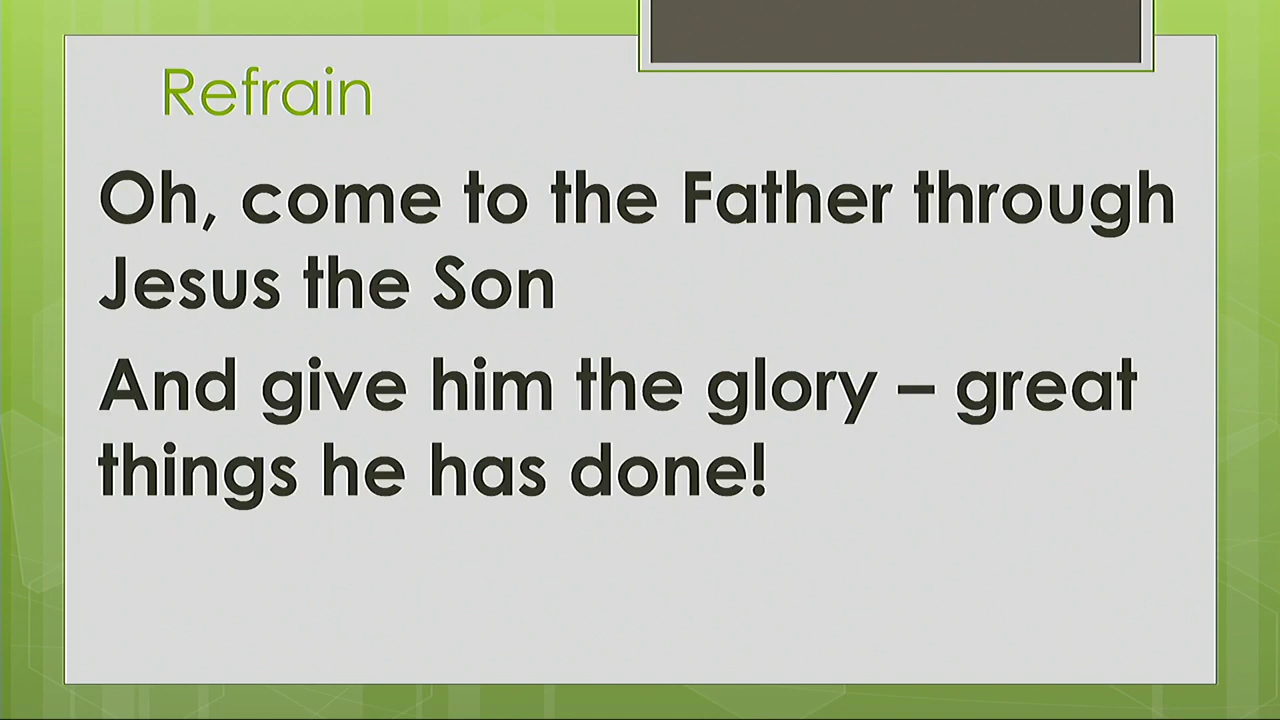 Refrain
Oh, come to the Father through
Jesus the Son
And give him the glory – great
things he has done!